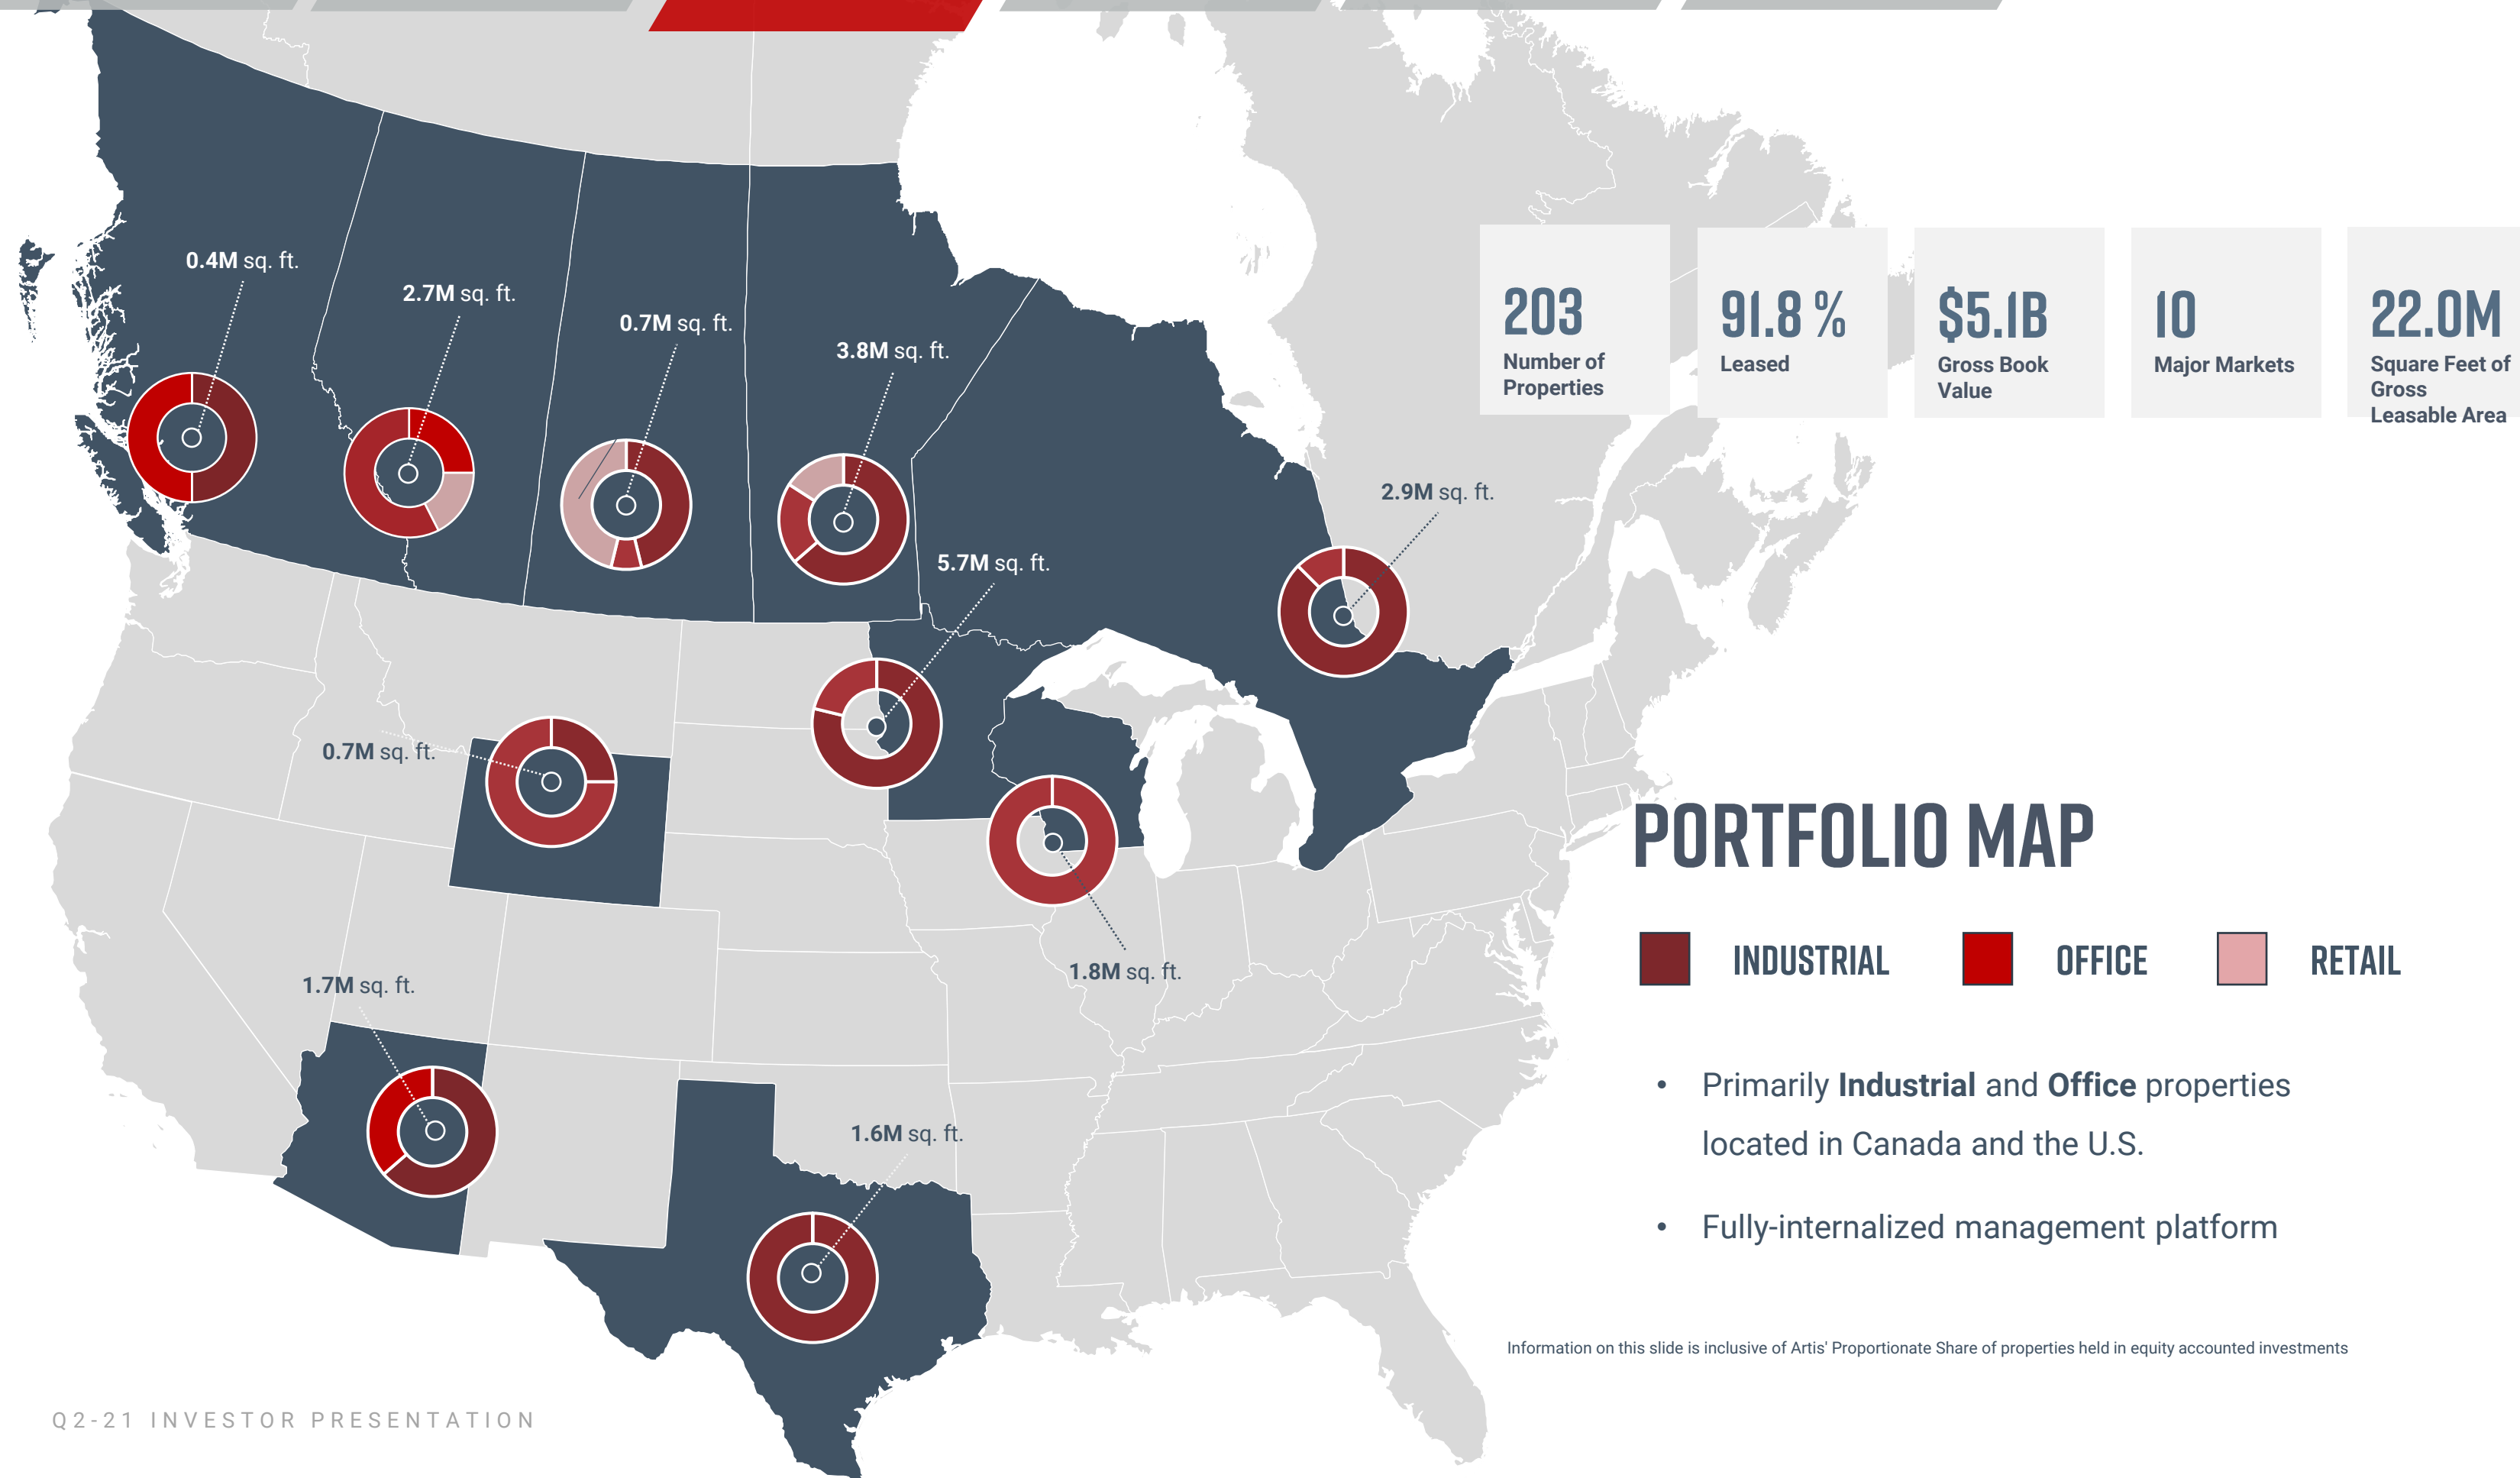 0.4M sq. ft.
2.7M sq. ft.
0.7M sq. ft.
3.8M sq. ft.
203
Number of
Properties
91.8 %
Leased
$5.1B
Gross Book
Value
10
Major Markets
22.0M
Square Feet of
Gross
Leasable Area
2.9M sq. ft.
5.7M sq. ft.
0.7M sq. ft.
1.8M sq. ft.
1.7M sq. ft.
1.6M sq. ft.
PORTFOLIO MAP
INDUSTRIAL
OFFICE
RETAIL
• Primarily Industrial and Office properties
located in Canada and the U.S.
• Fully-internalized management platform
Information on this slide is inclusive of Artis' Proportionate Share of properties held in equity accounted investments
Q2-21 INVESTOR PRESENTATION